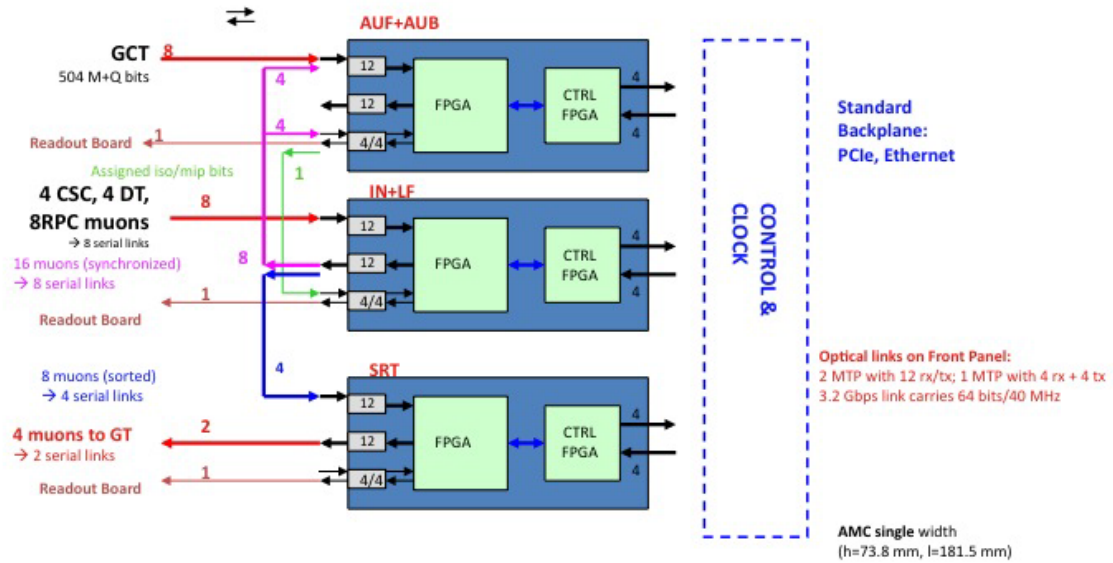 AUF+AUB
GCT
504 M+Q bits
8
4
12
FPGA
CTRL
FPGA
4
12
4
4
Readout Board
1
4/4
Assigned iso/mip bits
1
Standard
Backplane:
PCIe, Ethernet
4 CSC, 4 DT,
8RPC muons
→ 8 serial links
8
IN+LF
12
FPGA
CTRL
FPGA
4
16 muons (synchronized)
→ 8 serial links
8
12
4
1
4/4
Readout Board
CONTROL &
CLOCK
Optical links on Front Panel:
2 MTP with 12 rx/tx; 1 MTP with 4 rx + 4 tx
3.2 Gbps link carries 64 bits/40 MHz
8 muons (sorted)
→ 4 serial links
4
SRT
12
FPGA
CTRL
FPGA
4
4 muons to GT
→ 2 serial links
2
12
4
Readout Board
1
4/4
AMC single width
(h=73.8 mm, l=181.5 mm)